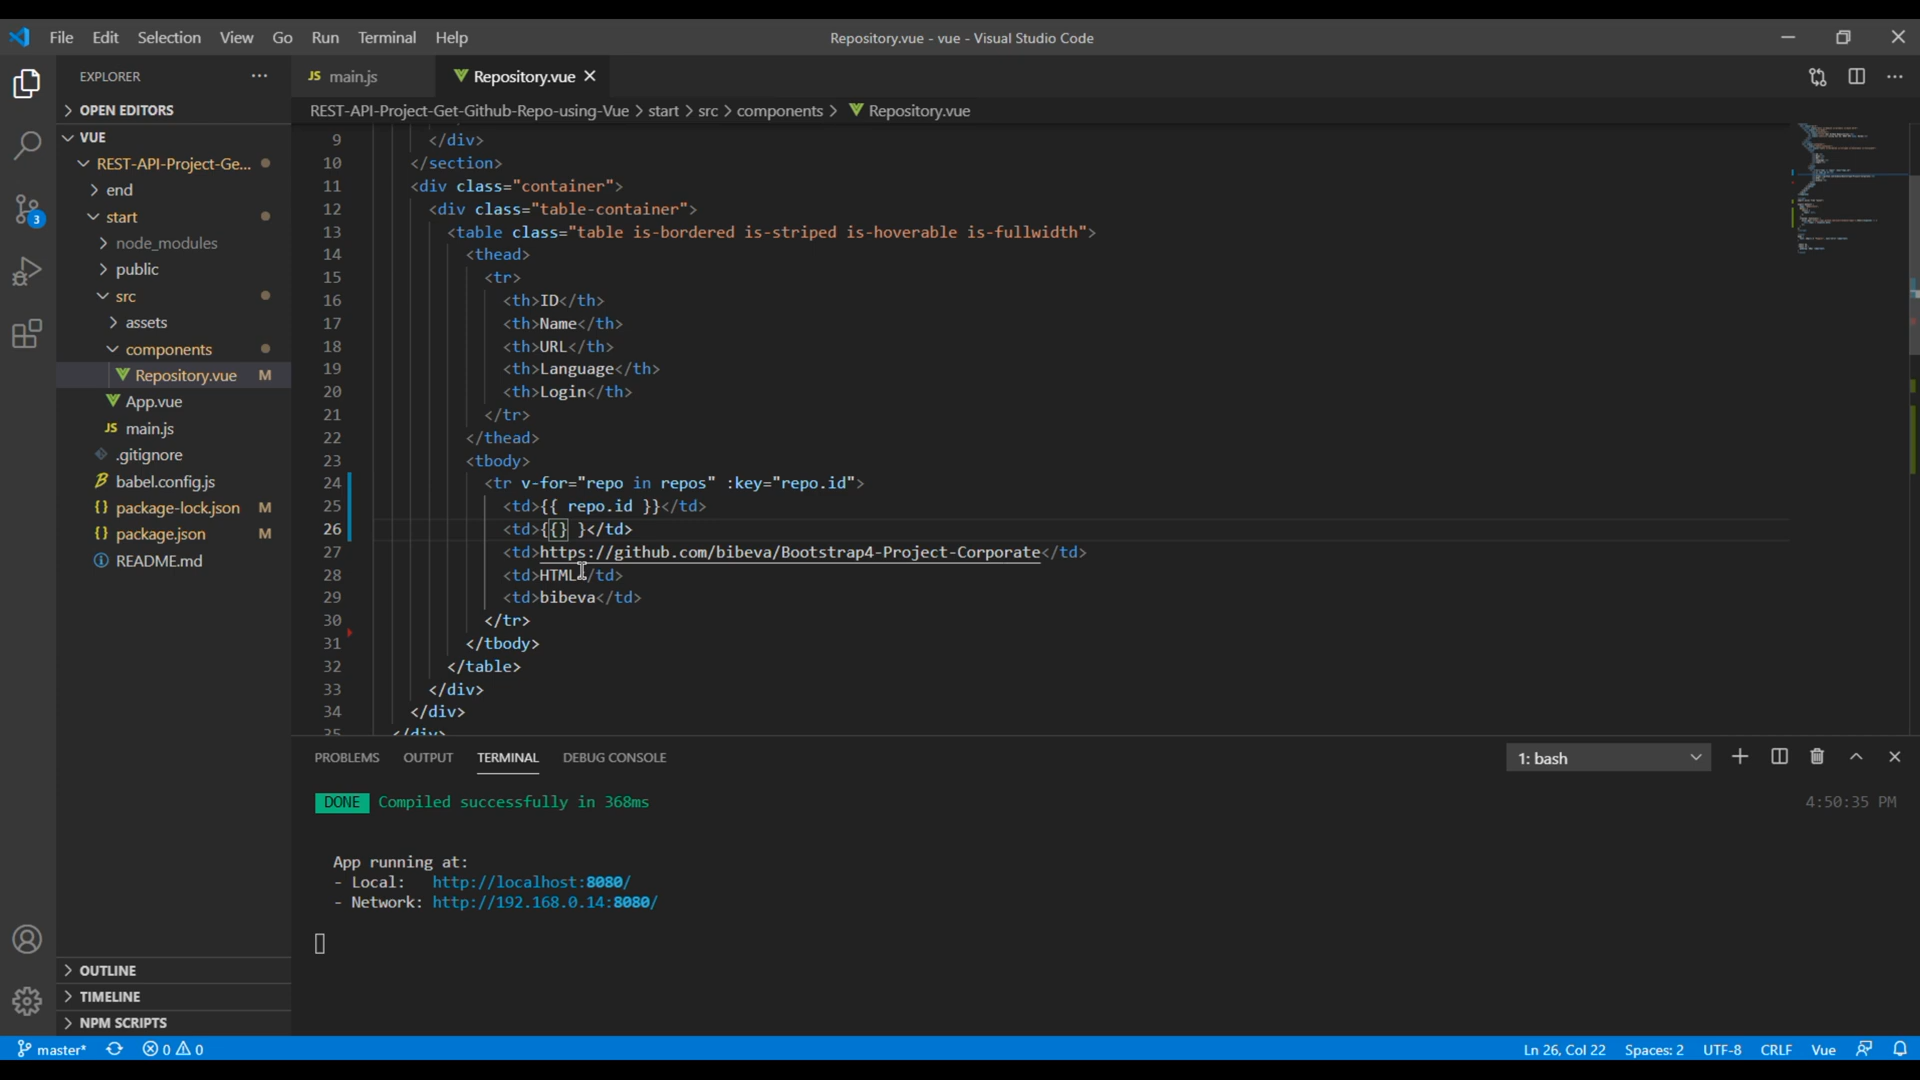 File Edit Selection View Go Run Terminal Help
Repository.vue - vue - Visual Studio Code
EXPLORER ···
JS main.js
Repository.vue ×
OPEN EDITORS
REST-API-Project-Get-Github-Repo-using-Vue > start > src > components > Repository.vue
VUE
REST-API-Project-Ge...
end
start
node_modules
public
src
assets
components
Repository.vue M
App.vue
JS main.js
.gitignore
babel.config.js
{} package-lock.json M
{} package.json M
README.md
3
9 </div>
10 </section>
11 <div class="container">
12 <div class="table-container">
13 <table class="table is-bordered is-striped is-hoverable is-fullwidth">
14 <thead>
15 <tr>
16 <th>ID</th>
17 <th>Name</th>
18 <th>URL</th>
19 <th>Language</th>
20 <th>Login</th>
21 </tr>
22 </thead>
23 <tbody>
24 <tr v-for="repo in repos" :key="repo.id">
25 <td>{{ repo.id }}</td>
26 <td>{{} }</td>
27 <td>https://github.com/bibeva/Bootstrap4-Project-Corporate</td>
28 <td>HTML</td>
29 <td>bibeva</td>
30 </tr>
31 </tbody>
32 </table>
33 </div>
34 </div>
35 </div>
PROBLEMS OUTPUT TERMINAL DEBUG CONSOLE
1: bash
DONE Compiled successfully in 368ms 4:50:35 PM
App running at:
- Local: http://localhost:8080/
- Network: http://192.168.0.14:8080/
OUTLINE
TIMELINE
NPM SCRIPTS
master* 0 0
Ln 26, Col 22 Spaces: 2 UTF-8 CRLF Vue